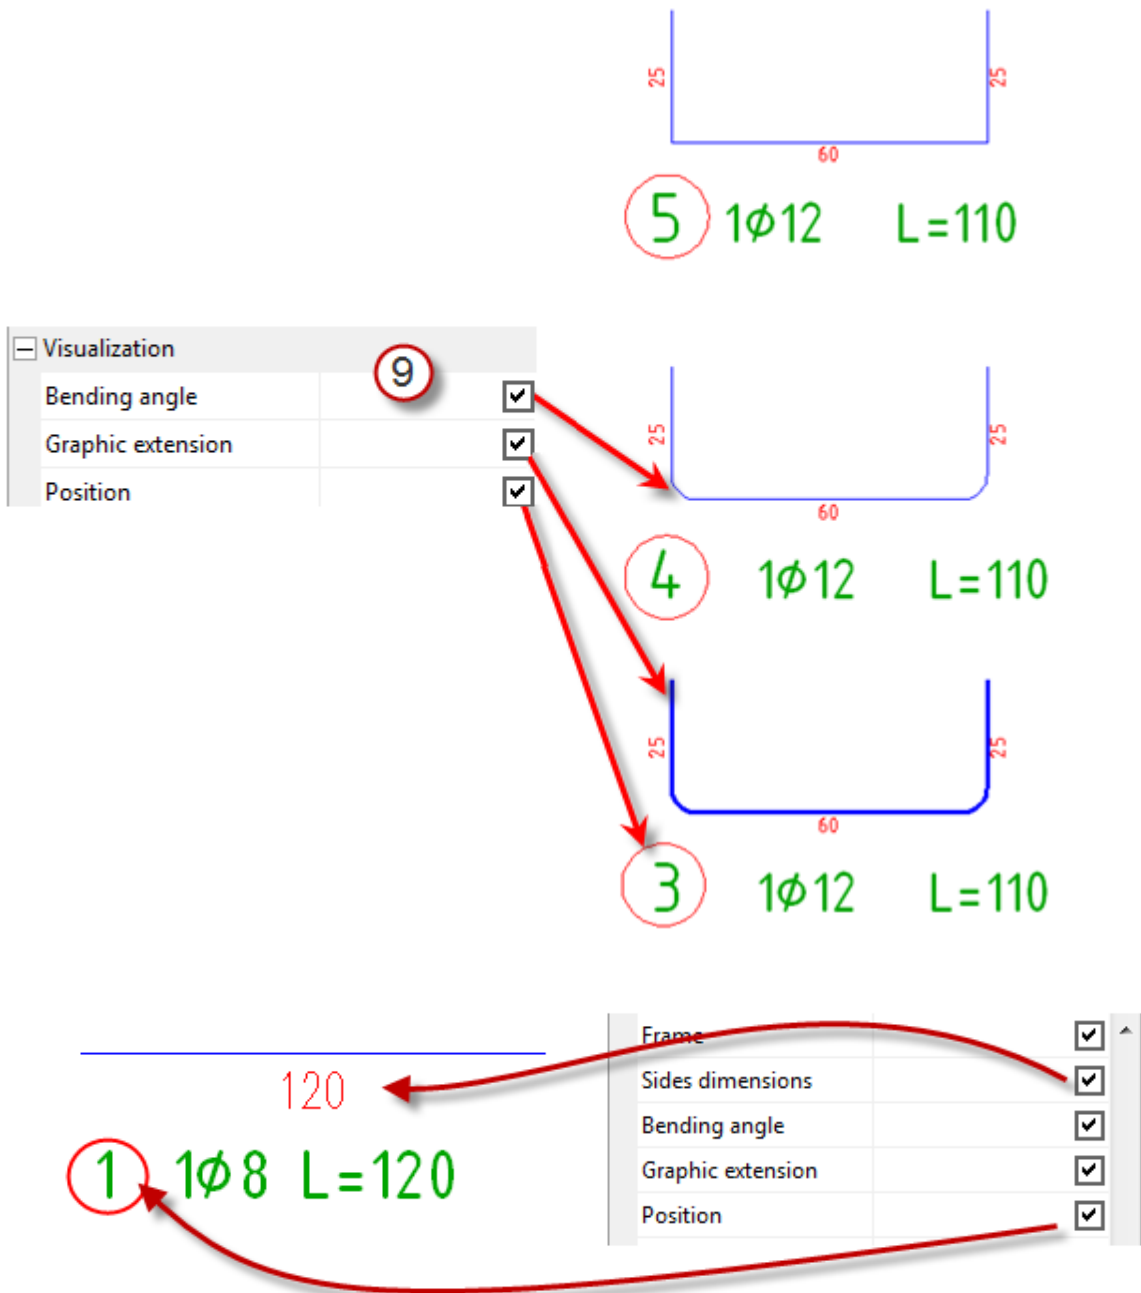 25 25
60
5 1ϕ12 L=110
Visualization
9
Bending angle
Graphic extension
Position
25 25
60
4 1ϕ12 L=110
25 25
60
3 1ϕ12 L=110
120
1 1ϕ8 L=120
Frame
Sides dimensions
Bending angle
Graphic extension
Position